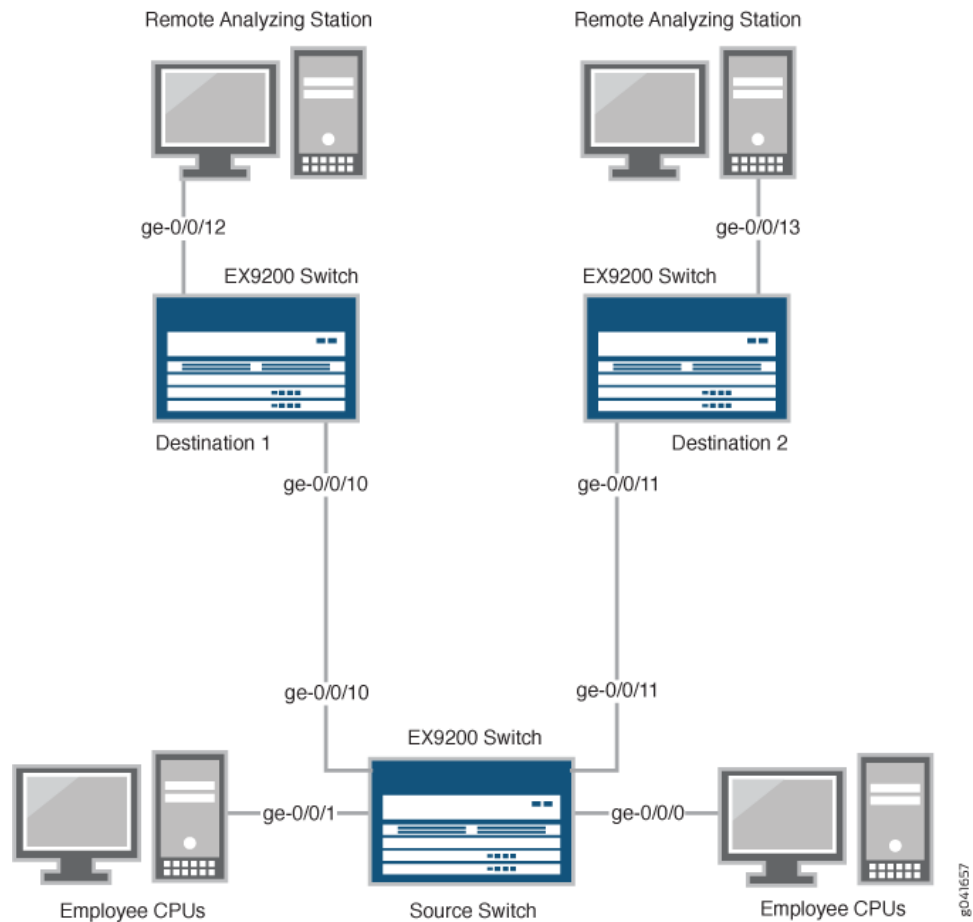 Remote Analyzing Station
Remote Analyzing Station
ge-0/0/12
ge-0/0/13
EX9200 Switch
EX9200 Switch
Destination 1
Destination 2
ge-0/0/10
ge-0/0/11
ge-0/0/10
ge-0/0/11
EX9200 Switch
ge-0/0/1
ge-0/0/0
Employee CPUs
Source Switch
Employee CPUs
g041657